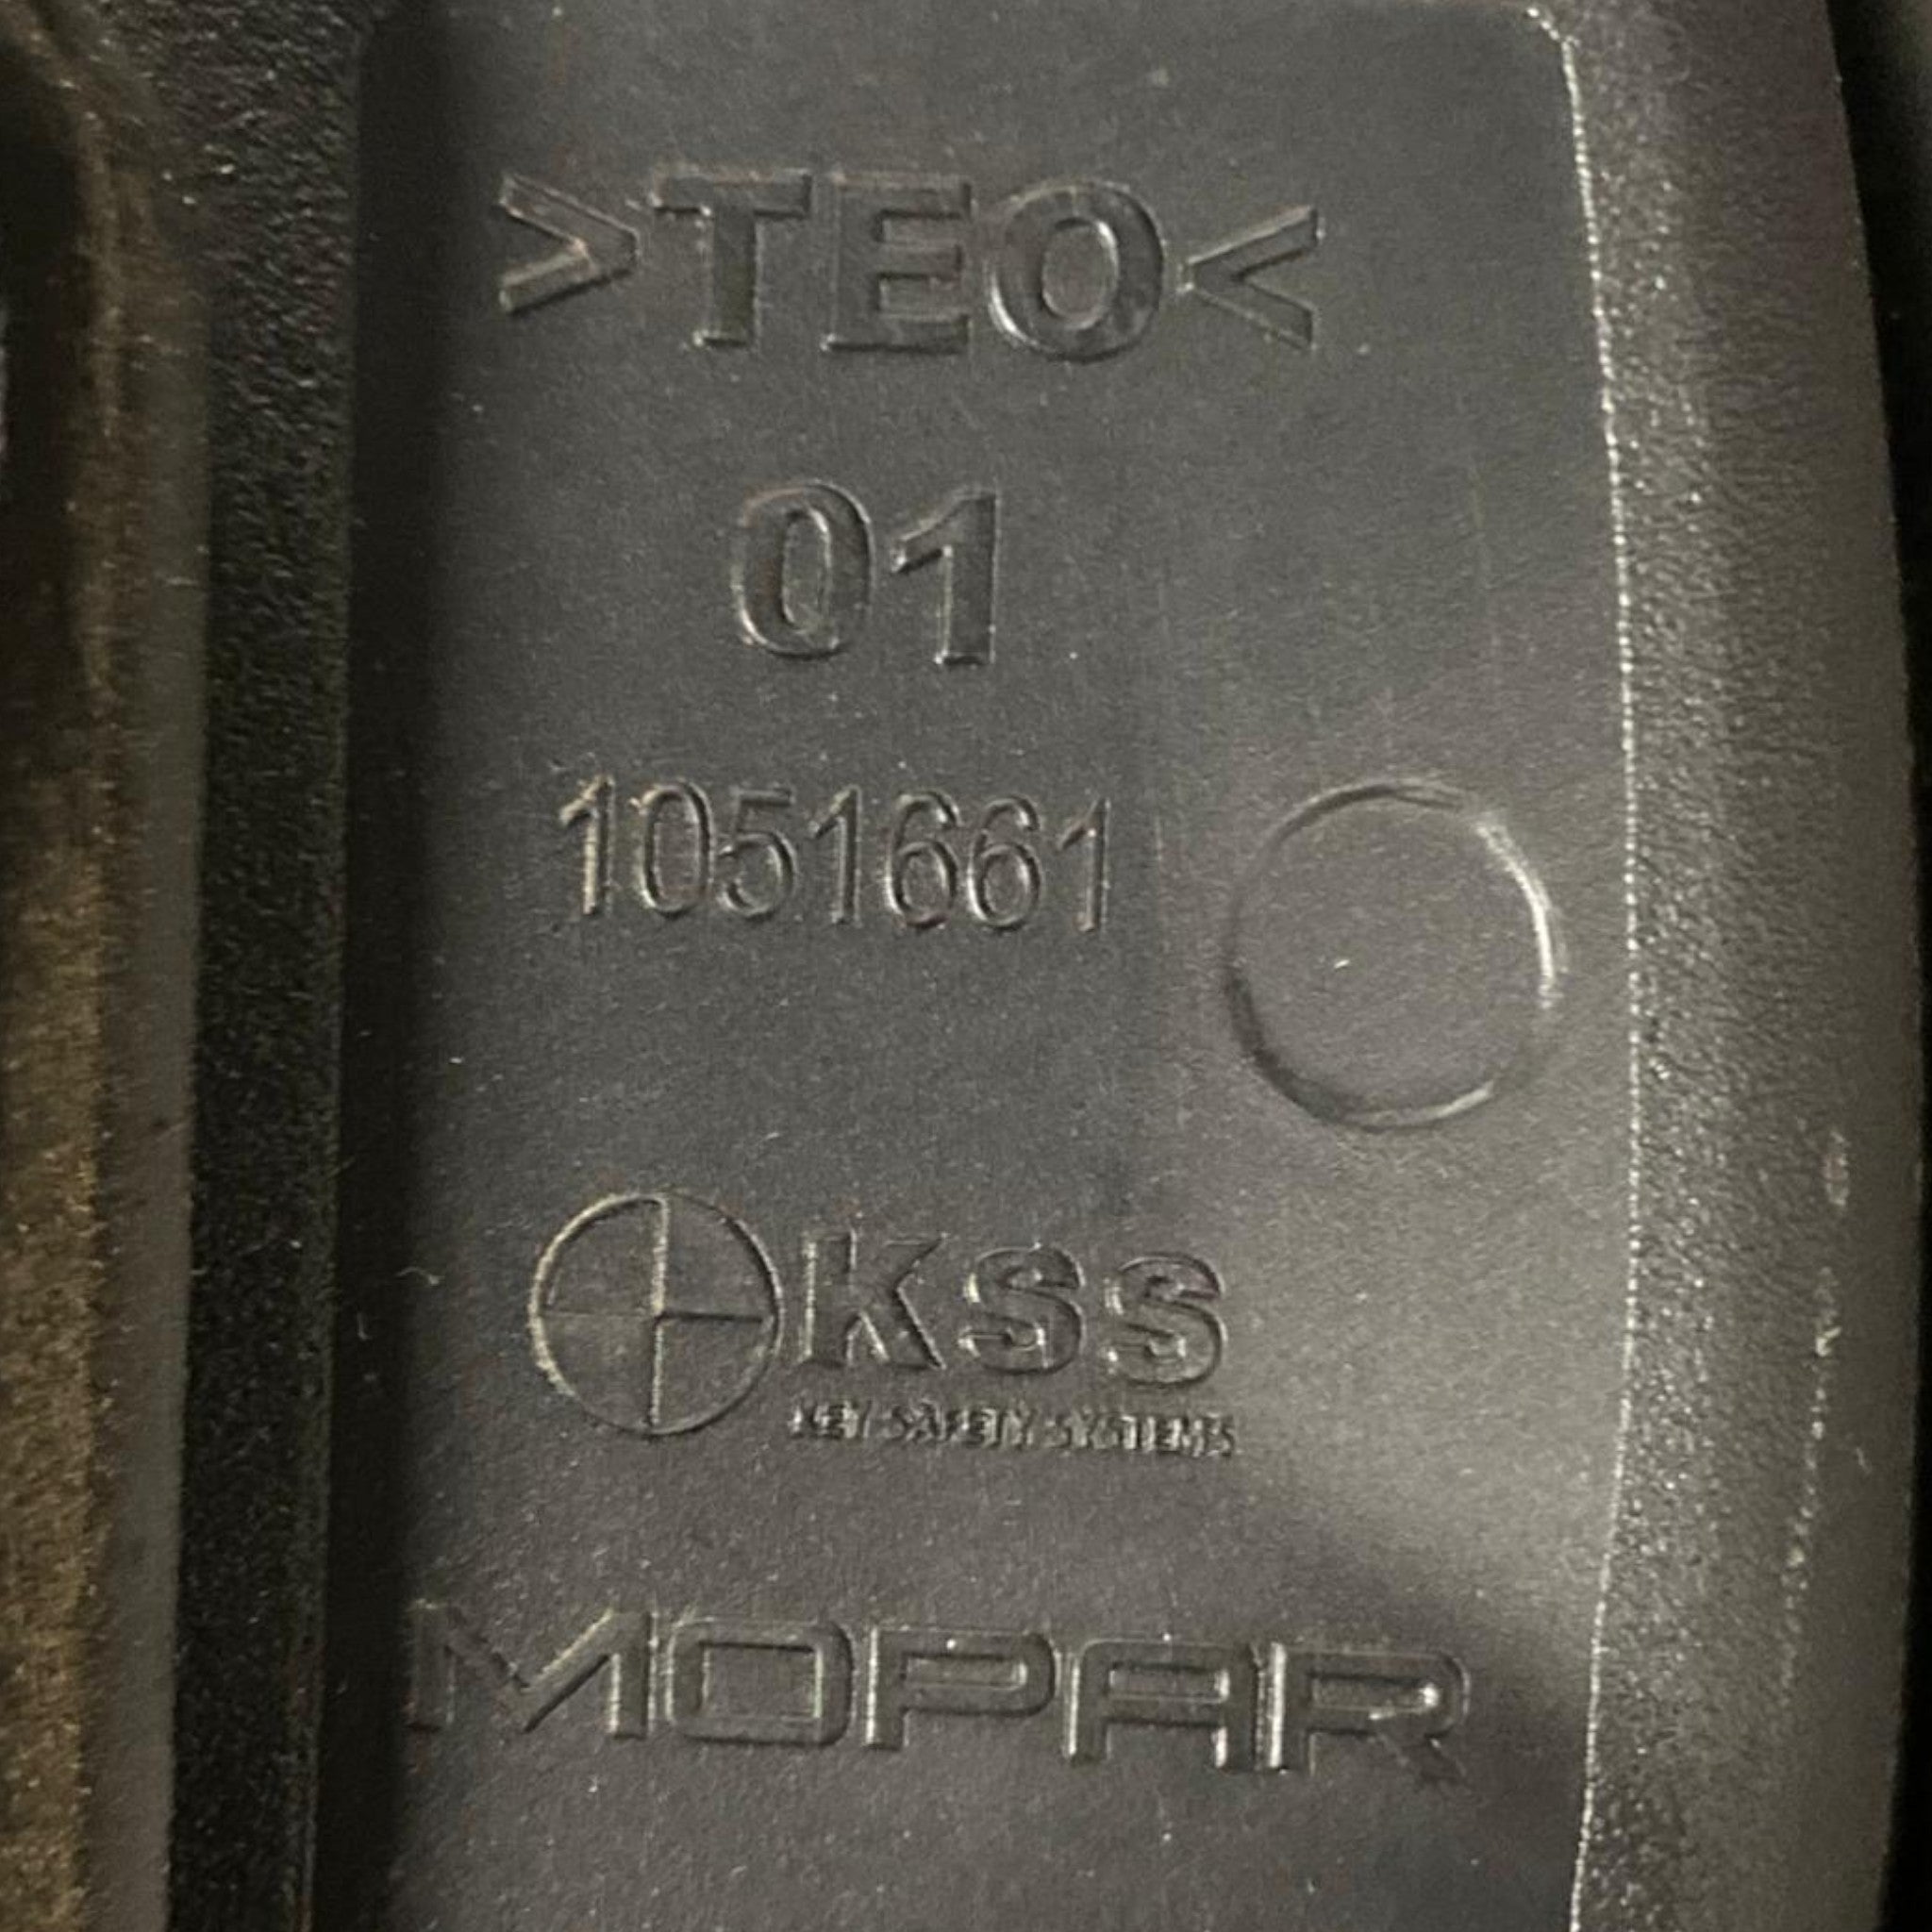 >TEO<
01
1051661
KSS
KEY SAFETY SYSTEMS
MOPAR